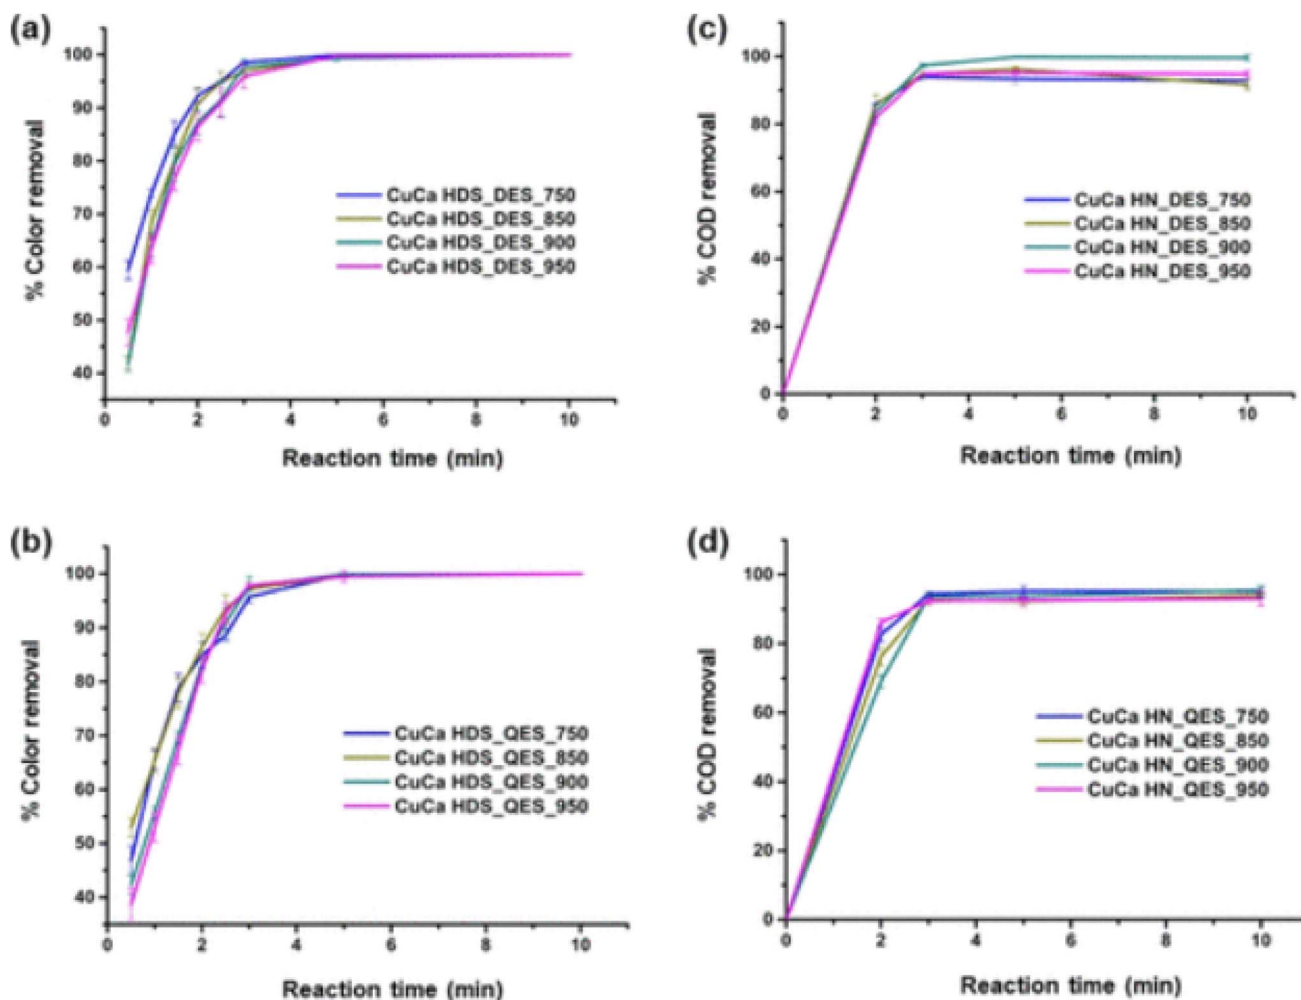 (a)
% Color removal
100
90
80
70
60
50
40
CuCa HDS_DES_750
CuCa HDS_DES_850
CuCa HDS_DES_900
CuCa HDS_DES_950
0 2 4 6 8 10
Reaction time (min)
(c)
% COD removal
100
80
60
40
20
0
CuCa HN_DES_750
CuCa HN_DES_850
CuCa HN_DES_900
CuCa HN_DES_950
0 2 4 6 8 10
Reaction time (min)
(b)
% Color removal
100
90
80
70
60
50
40
CuCa HDS_QES_750
CuCa HDS_QES_850
CuCa HDS_QES_900
CuCa HDS_QES_950
0 2 4 6 8 10
Reaction time (min)
(d)
% COD removal
100
80
60
40
20
0
CuCa HN_QES_750
CuCa HN_QES_850
CuCa HN_QES_900
CuCa HN_QES_950
0 2 4 6 8 10
Reaction time (min)